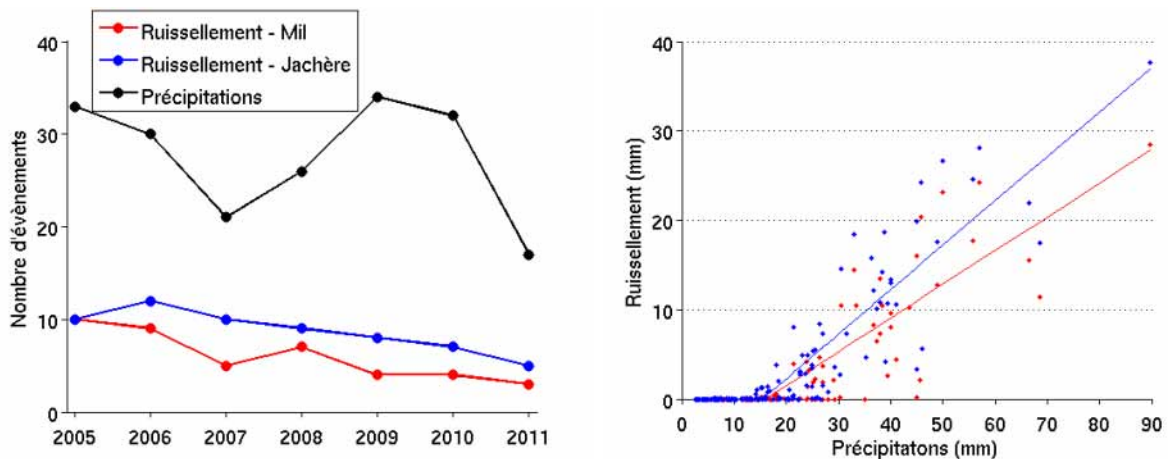 Ruissellement - Mil
Ruissellement - Jachère
Précipitations
Nombre d'évènements
40
30
20
10
0
2005 2006 2007 2008 2009 2010 2011
Ruissellement (mm)
40
30
20
10
0
0 10 20 30 40 50 60 70 80 90
Précipitatons (mm)